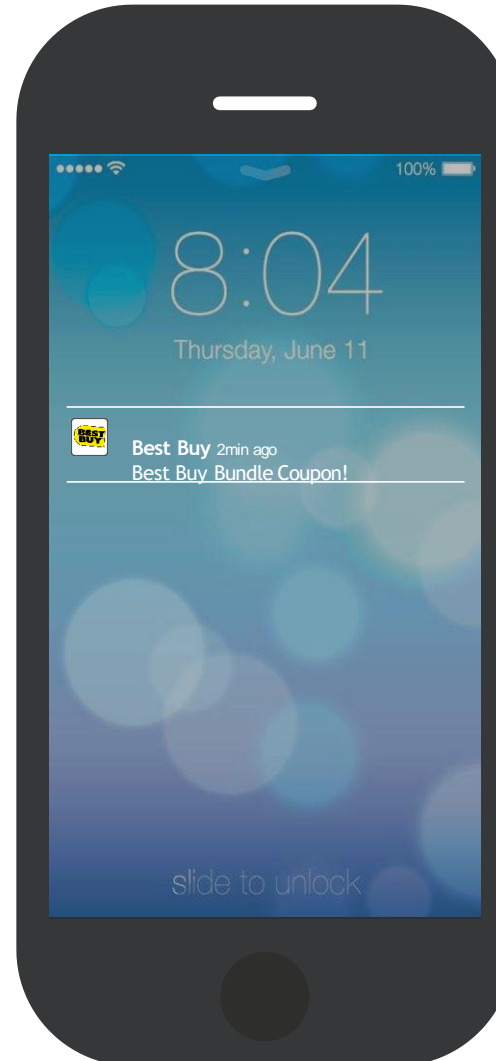 100%
8:04
Thursday, June 11
BEST
BUY
Best Buy 2min ago
Best Buy Bundle Coupon!
slide to unlock